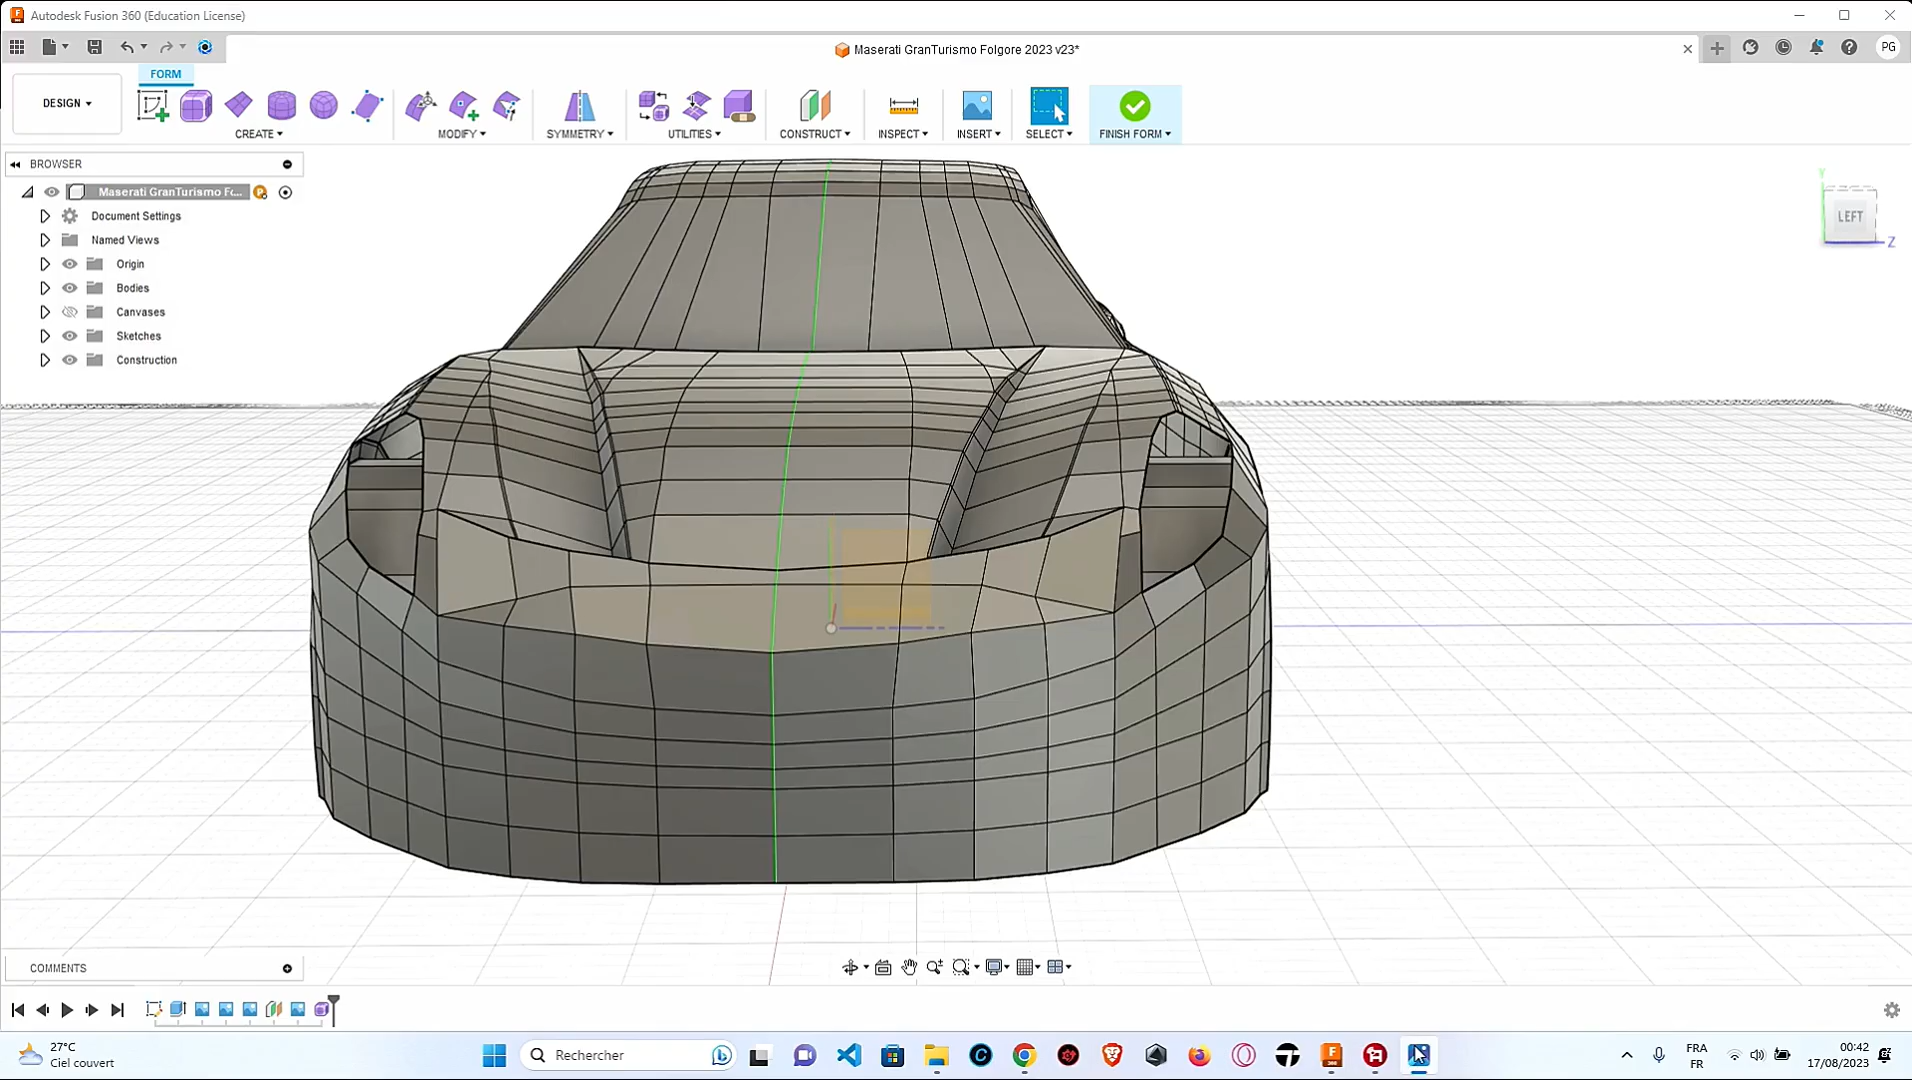 Autodesk Fusion 360 (Education License)
Maserati GranTurismo Folgore 2023 v23*
PG
FORM
DESIGN
CREATE
MODIFY
SYMMETRY
UTILITIES
CONSTRUCT
INSPECT
INSERT
SELECT
FINISH FORM
BROWSER
Maserati GranTurismo F(...
Document Settings
Named Views
Origin
Bodies
Canvases
Sketches
Construction
Y
LEFT
Z
COMMENTS
27°C
Ciel couvert
Rechercher
FRA
FR
00:42
17/08/2023